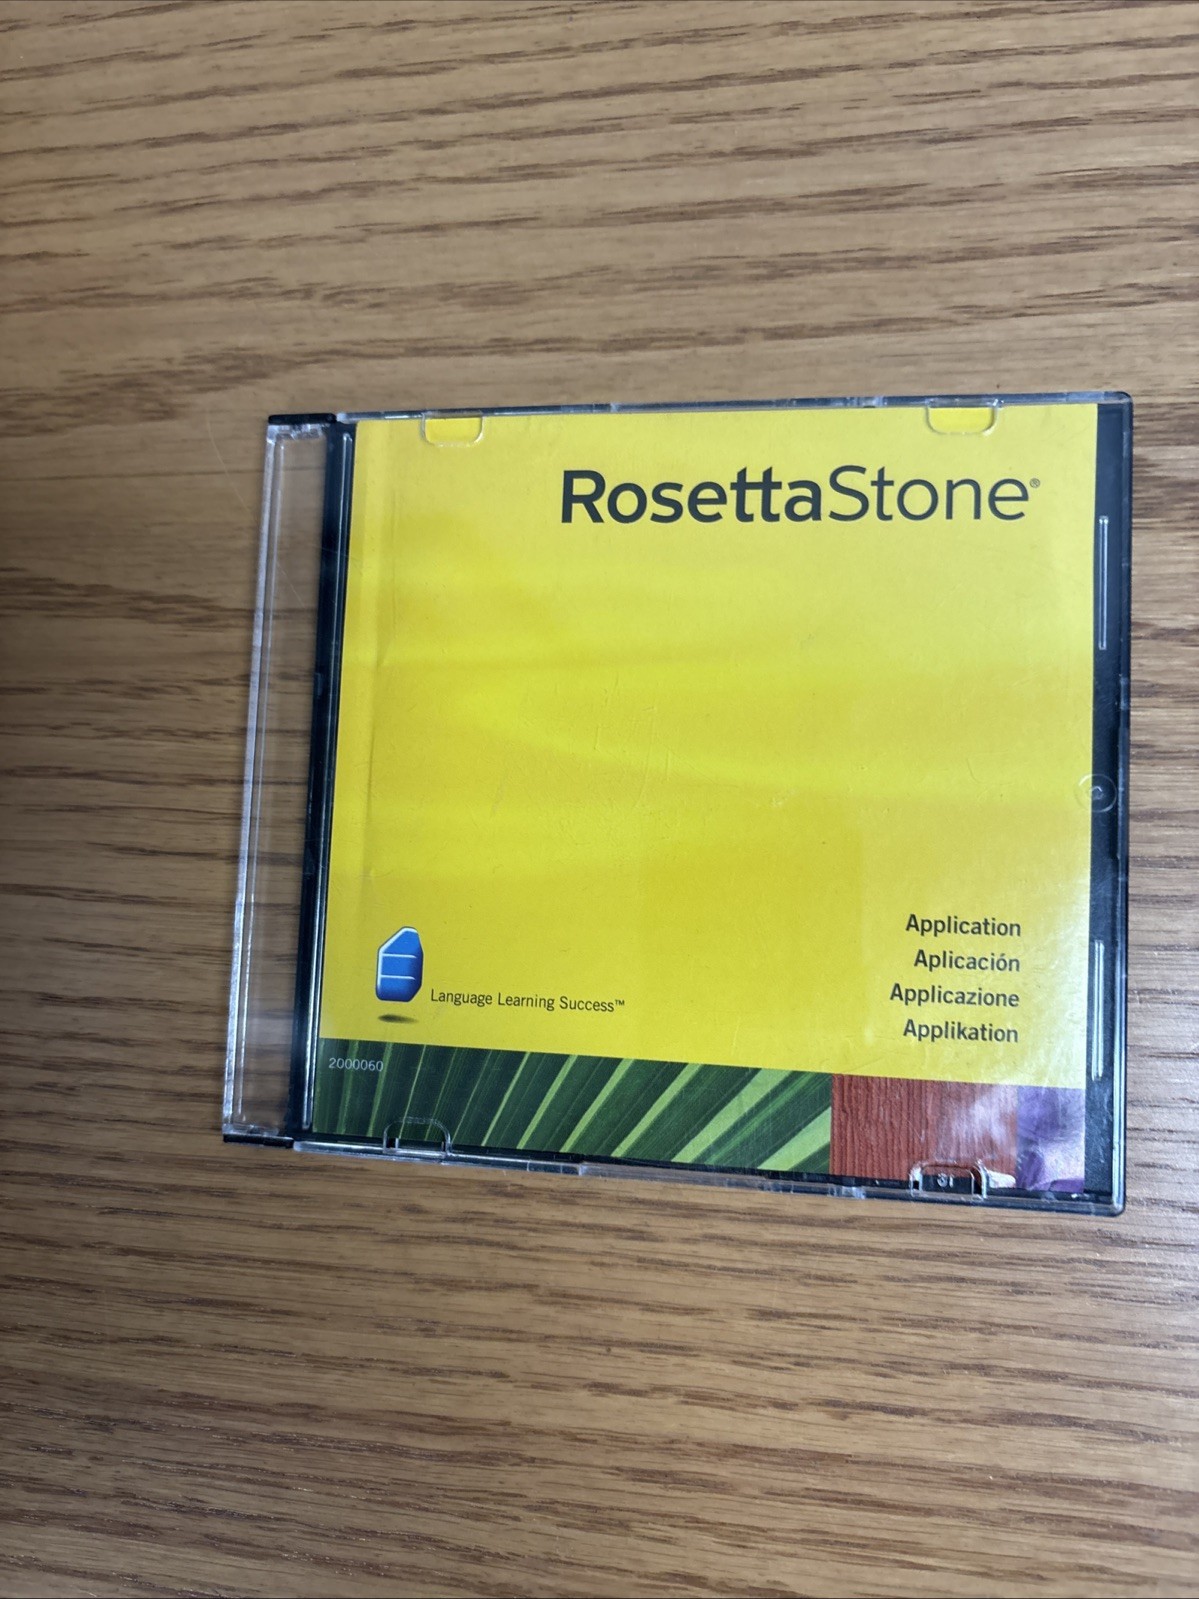 RosettaStone®
Application
Aplicación
Applicazione
Applikation
Language Learning Success™
2000060